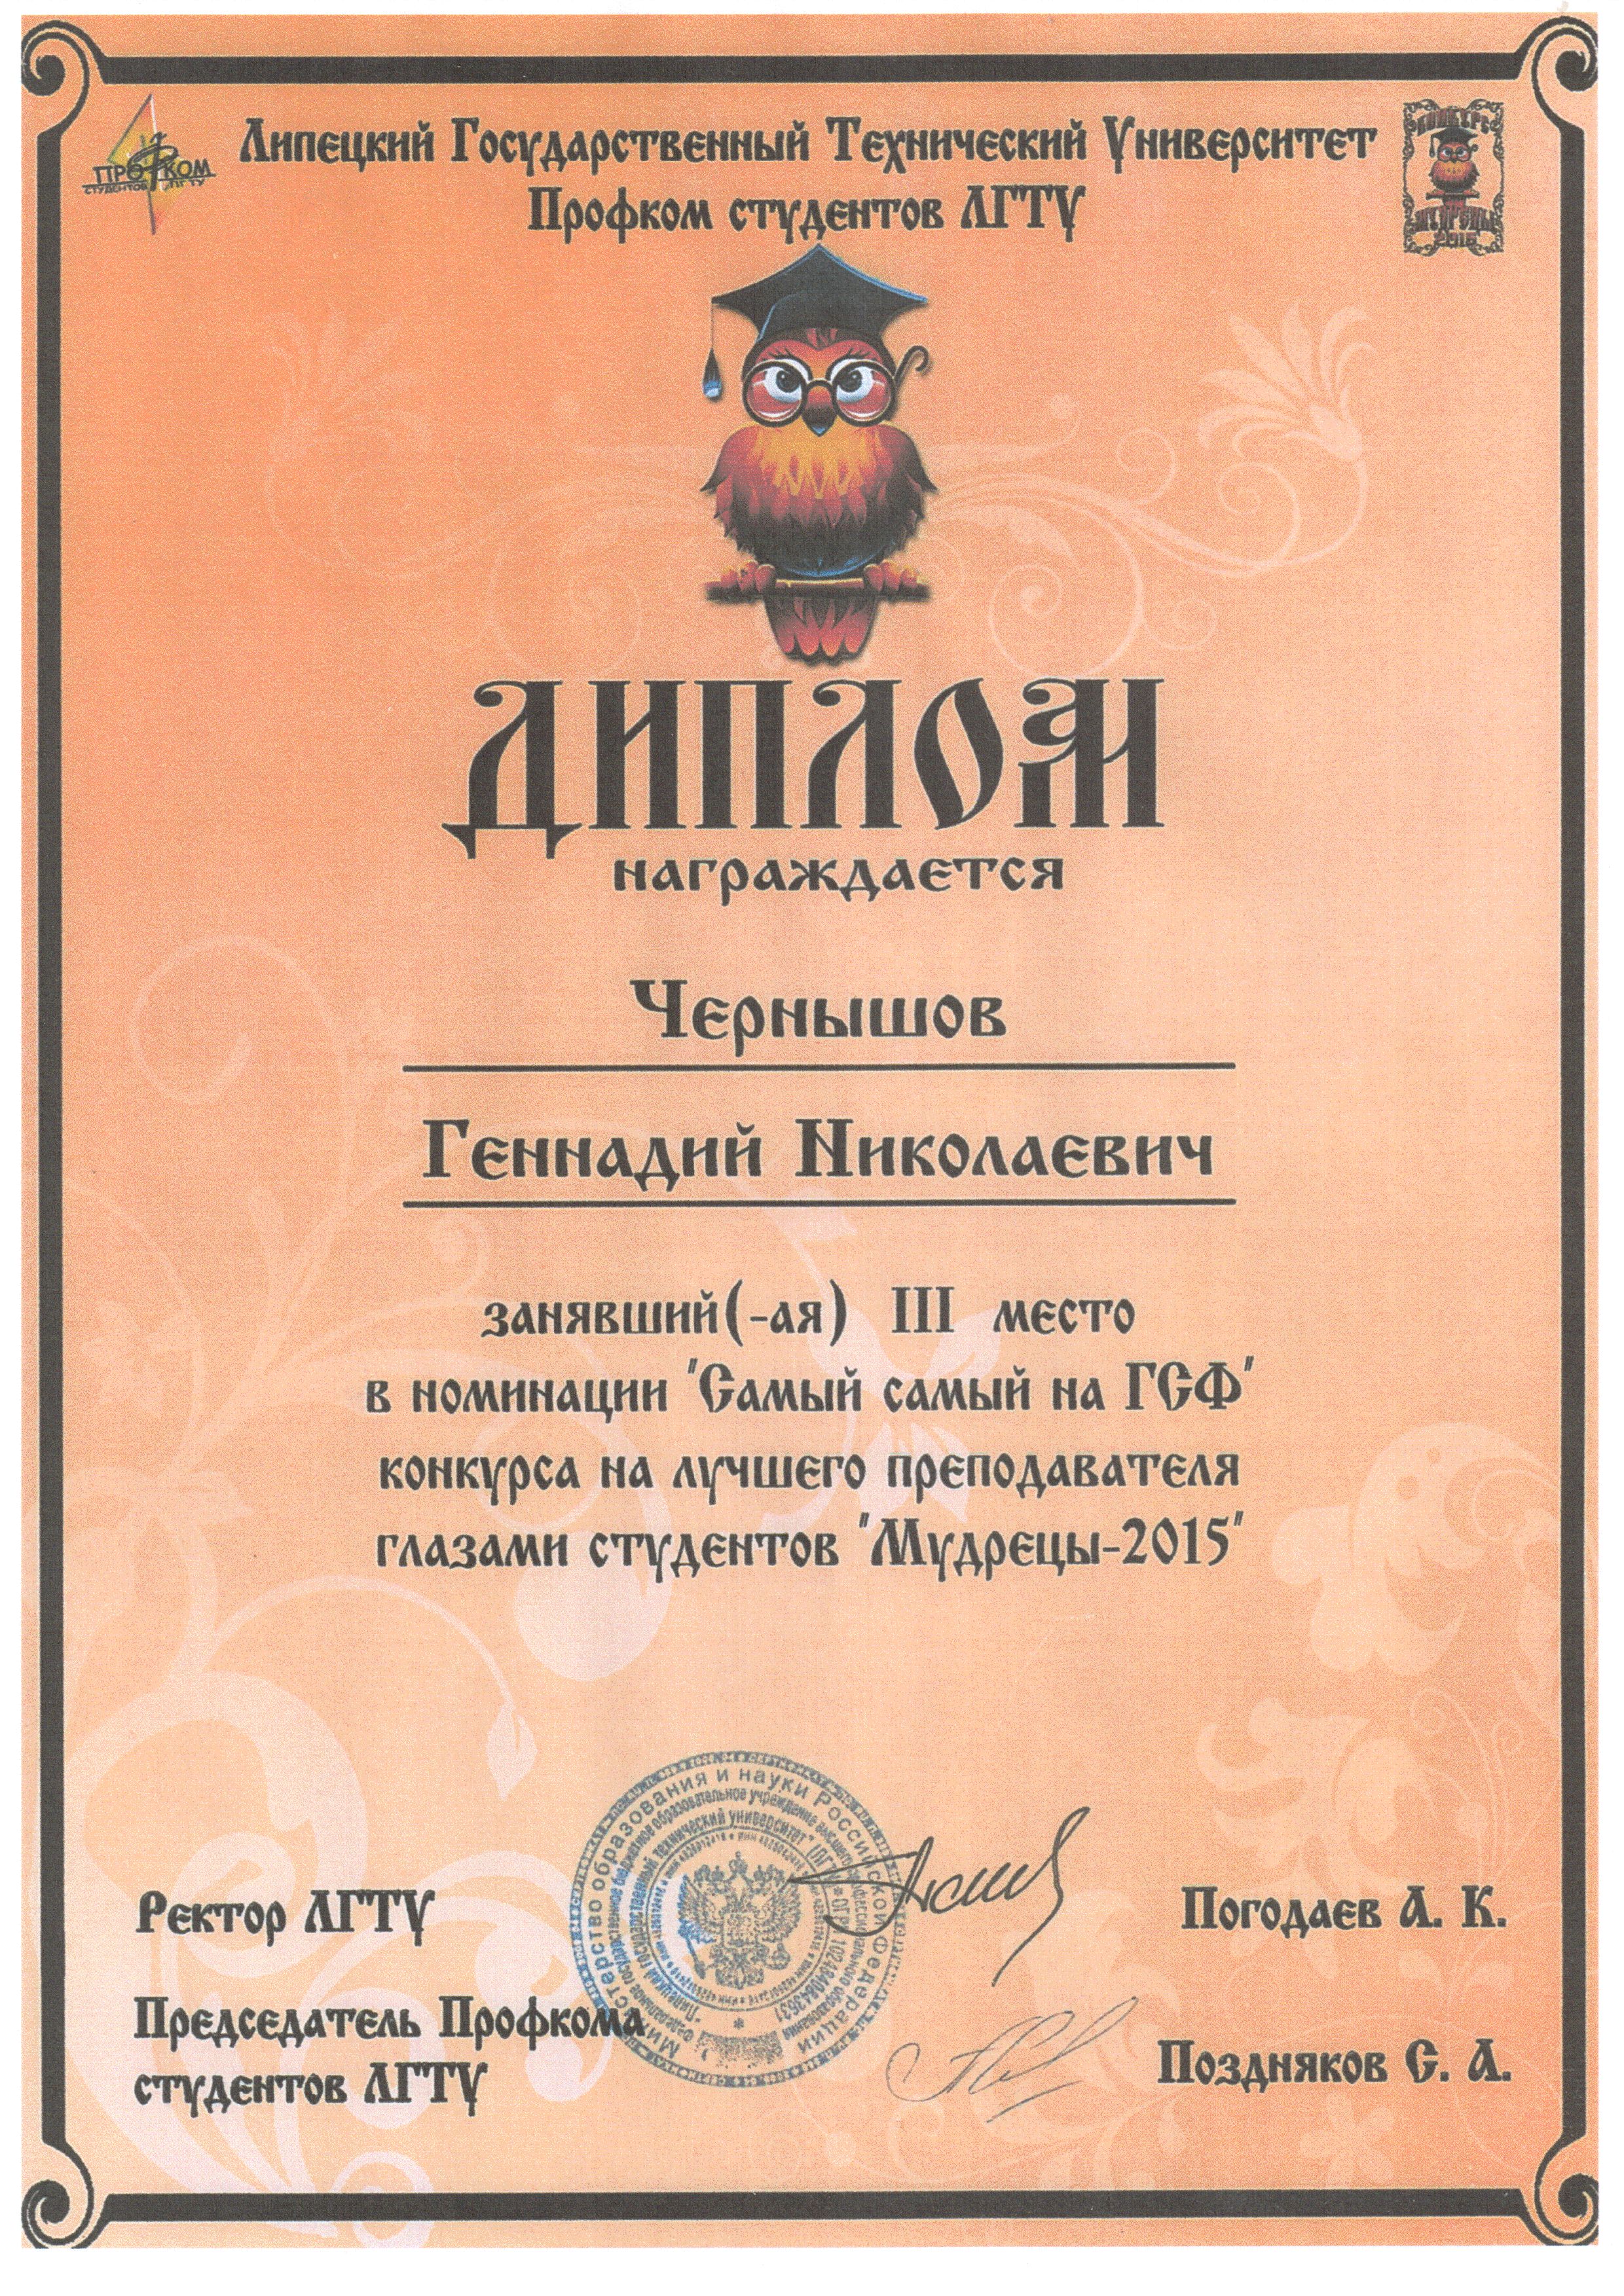 Липецкий Государственный Технический Университет
Профком студентов ЛГТУ
ПРОФКОМ
СТУДЕНТОВ ЛГТУ
КОНКУРС
МУДРЕЦЫ
2015
ДИПЛОМ
награждается
Чернышов
Геннадий Николаевич
занявший(-ая) III место
в номинации "Самый самый на ГСФ"
конкурса на лучшего преподавателя
глазами студентов "Мудрецы-2015"
Министерство образования и науки Российской Федерации
Федеральное государственное бюджетное образовательное учреждение высшего профессионального образования
"Липецкий государственный технический университет"
ОГРН 1024840843631
Ректор ЛГТУ
Погодаев А. К.
Председатель Профкома
студентов ЛГТУ
Поздняков С. А.